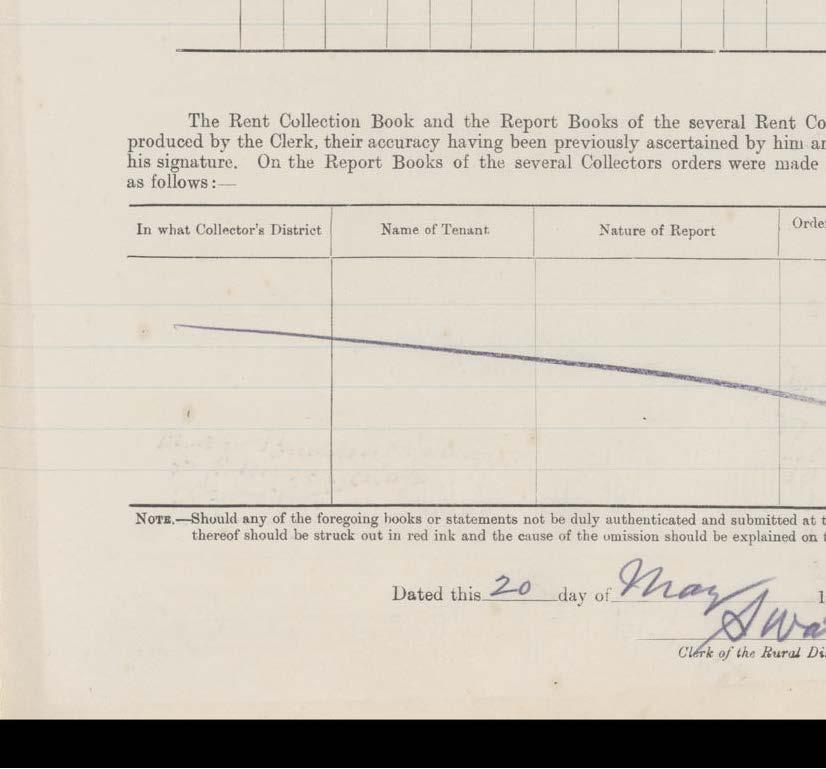 The Rent Collection Book and the Report Books of the several Rent Co
produced by the Clerk, their accuracy having been previously ascertained by him an
his signature. On the Report Books of the several Collectors orders were made
as follows:—
In what Collector's District Name of Tenant Nature of Report Orde
NOTE.—Should any of the foregoing books or statements not be duly authenticated and submitted at t
thereof should be struck out in red ink and the cause of the omission should be explained on t
Dated this 20 day of May 1
Clerk of the Rural Di